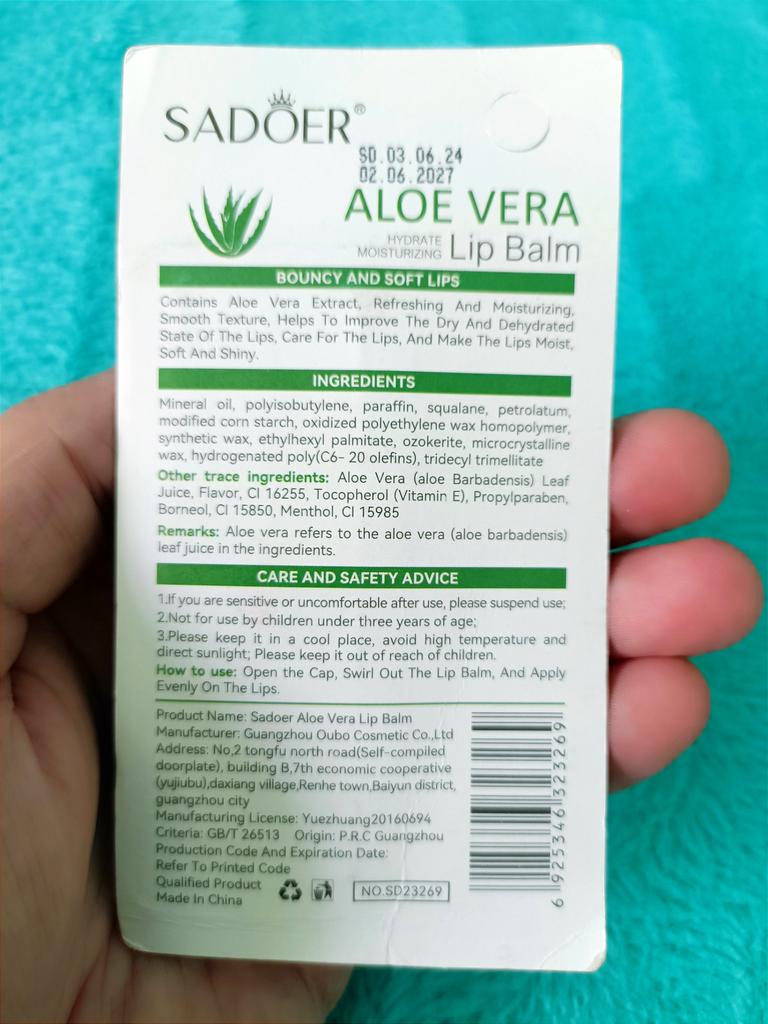 SADOER®
SD.03.06.24
02.06.2027
ALOE VERA
HYDRATE
MOISTURIZING Lip Balm
BOUNCY AND SOFT LIPS
Contains Aloe Vera Extract, Refreshing And Moisturizing,
Smooth Texture, Helps To Improve The Dry And Dehydrated
State Of The Lips, Care For The Lips, And Make The Lips Moist,
Soft And Shiny.
INGREDIENTS
Mineral oil, polyisobutylene, paraffin, squalane, petrolatum,
modified corn starch, oxidized polyethylene wax homopolymer,
synthetic wax, ethylhexyl palmitate, ozokerite, microcrystalline
wax, hydrogenated poly(C6- 20 olefins), tridecyl trimellitate
Other trace ingredients: Aloe Vera (aloe Barbadensis) Leaf
Juice, Flavor, CI 16255, Tocopherol (Vitamin E), Propylparaben,
Borneol, CI 15850, Menthol, CI 15985
Remarks: Aloe vera refers to the aloe vera (aloe barbadensis)
leaf juice in the ingredients.
CARE AND SAFETY ADVICE
1.If you are sensitive or uncomfortable after use, please suspend use;
2.Not for use by children under three years of age;
3.Please keep it in a cool place, avoid high temperature and
direct sunlight; Please keep it out of reach of children.
How to use: Open the Cap, Swirl Out The Lip Balm, And Apply
Evenly On The Lips.
Product Name: Sadoer Aloe Vera Lip Balm
Manufacturer: Guangzhou Oubo Cosmetic Co.,Ltd
Address: No,2 tongfu north road(Self-compiled
doorplate), building B,7th economic cooperative
(yujiubu),daxiang village,Renhe town,Baiyun district,
guangzhou city
Manufacturing License: Yuezhuang20160694
Criteria: GB/T 26513 Origin: P.R.C Guangzhou
Production Code And Expiration Date:
Refer To Printed Code
Qualified Product
Made In China
NO.SD23269
6 925346 323269